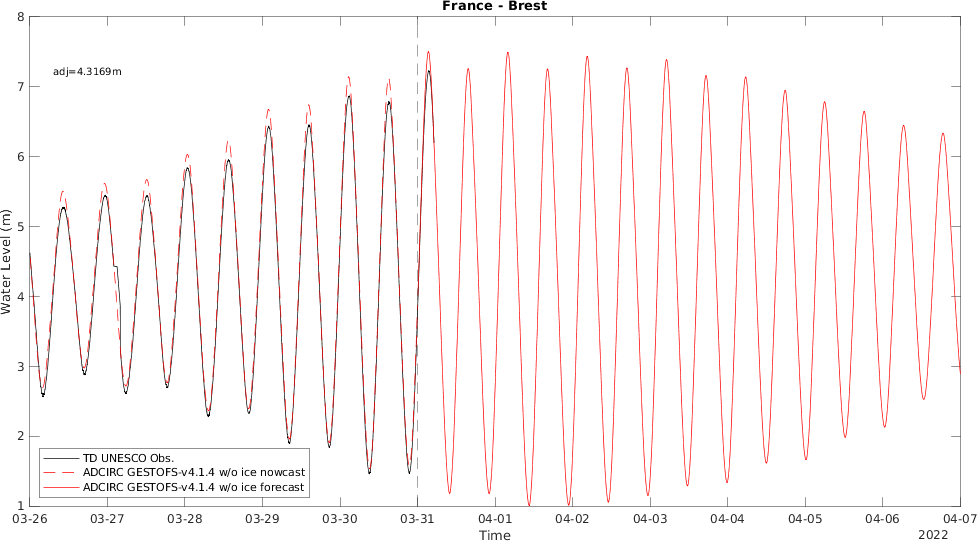 France - Brest
8
7
6
5
4
3
2
1
Water Level (m)
adj=4.3169m
TD UNESCO Obs.
ADCIRC GESTOFS-v4.1.4 w/o ice nowcast
ADCIRC GESTOFS-v4.1.4 w/o ice forecast
03-26 03-27 03-28 03-29 03-30 03-31 04-01 04-02 04-03 04-04 04-05 04-06 04-07
Time
2022